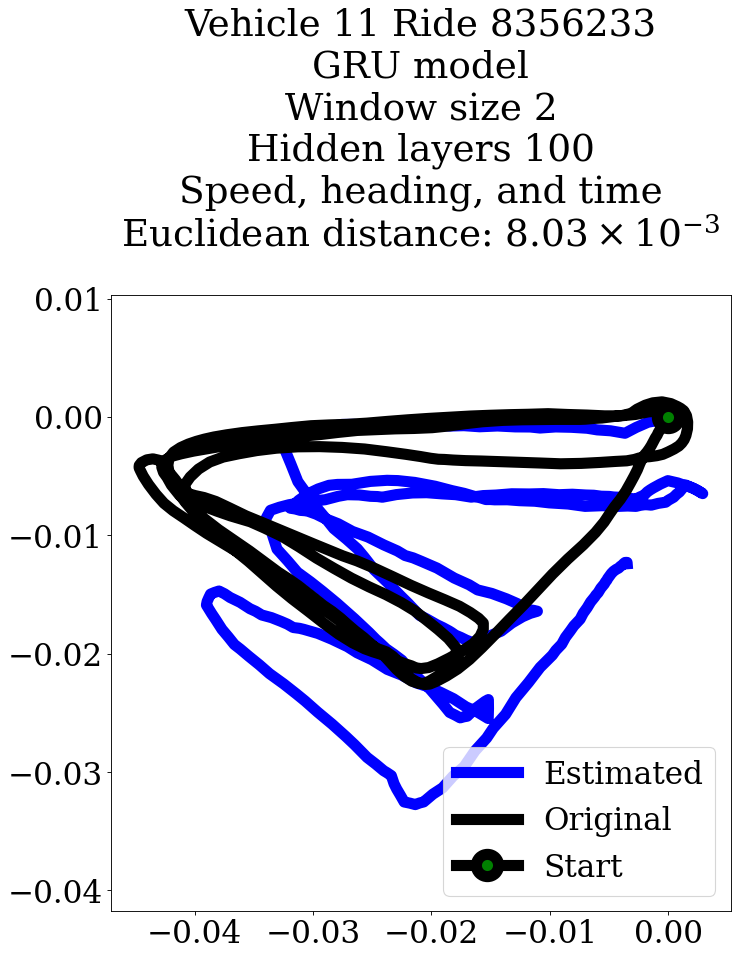 Vehicle 11 Ride 8356233
GRU model
Window size 2
Hidden layers 100
Speed, heading, and time
Euclidean distance: 8.03 × 10⁻³
0.01
0.00
−0.01
−0.02
−0.03
−0.04
Estimated
Original
Start
−0.04 −0.03 −0.02 −0.01 0.00